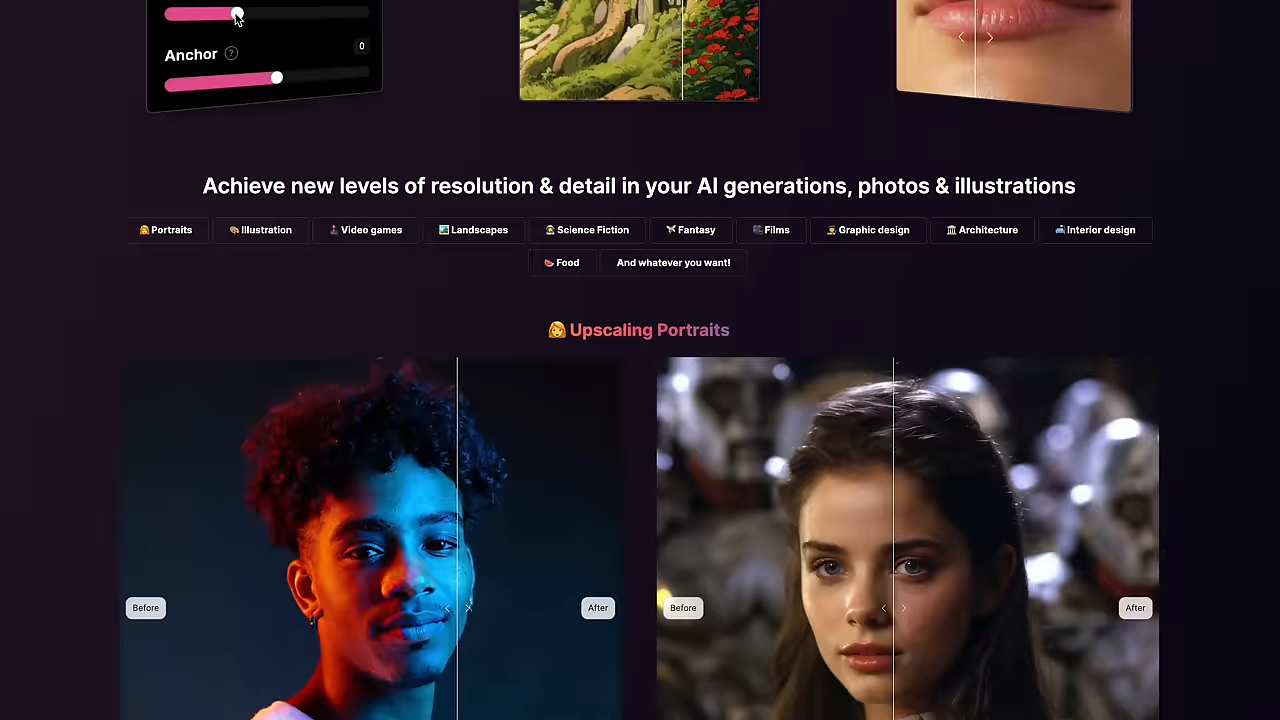 Anchor ? 0
Achieve new levels of resolution & detail in your AI generations, photos & illustrations
Portraits Illustration Video games Landscapes Science Fiction Fantasy Films Graphic design Architecture Interior design
Food And whatever you want!
Upscaling Portraits
Before After Before After